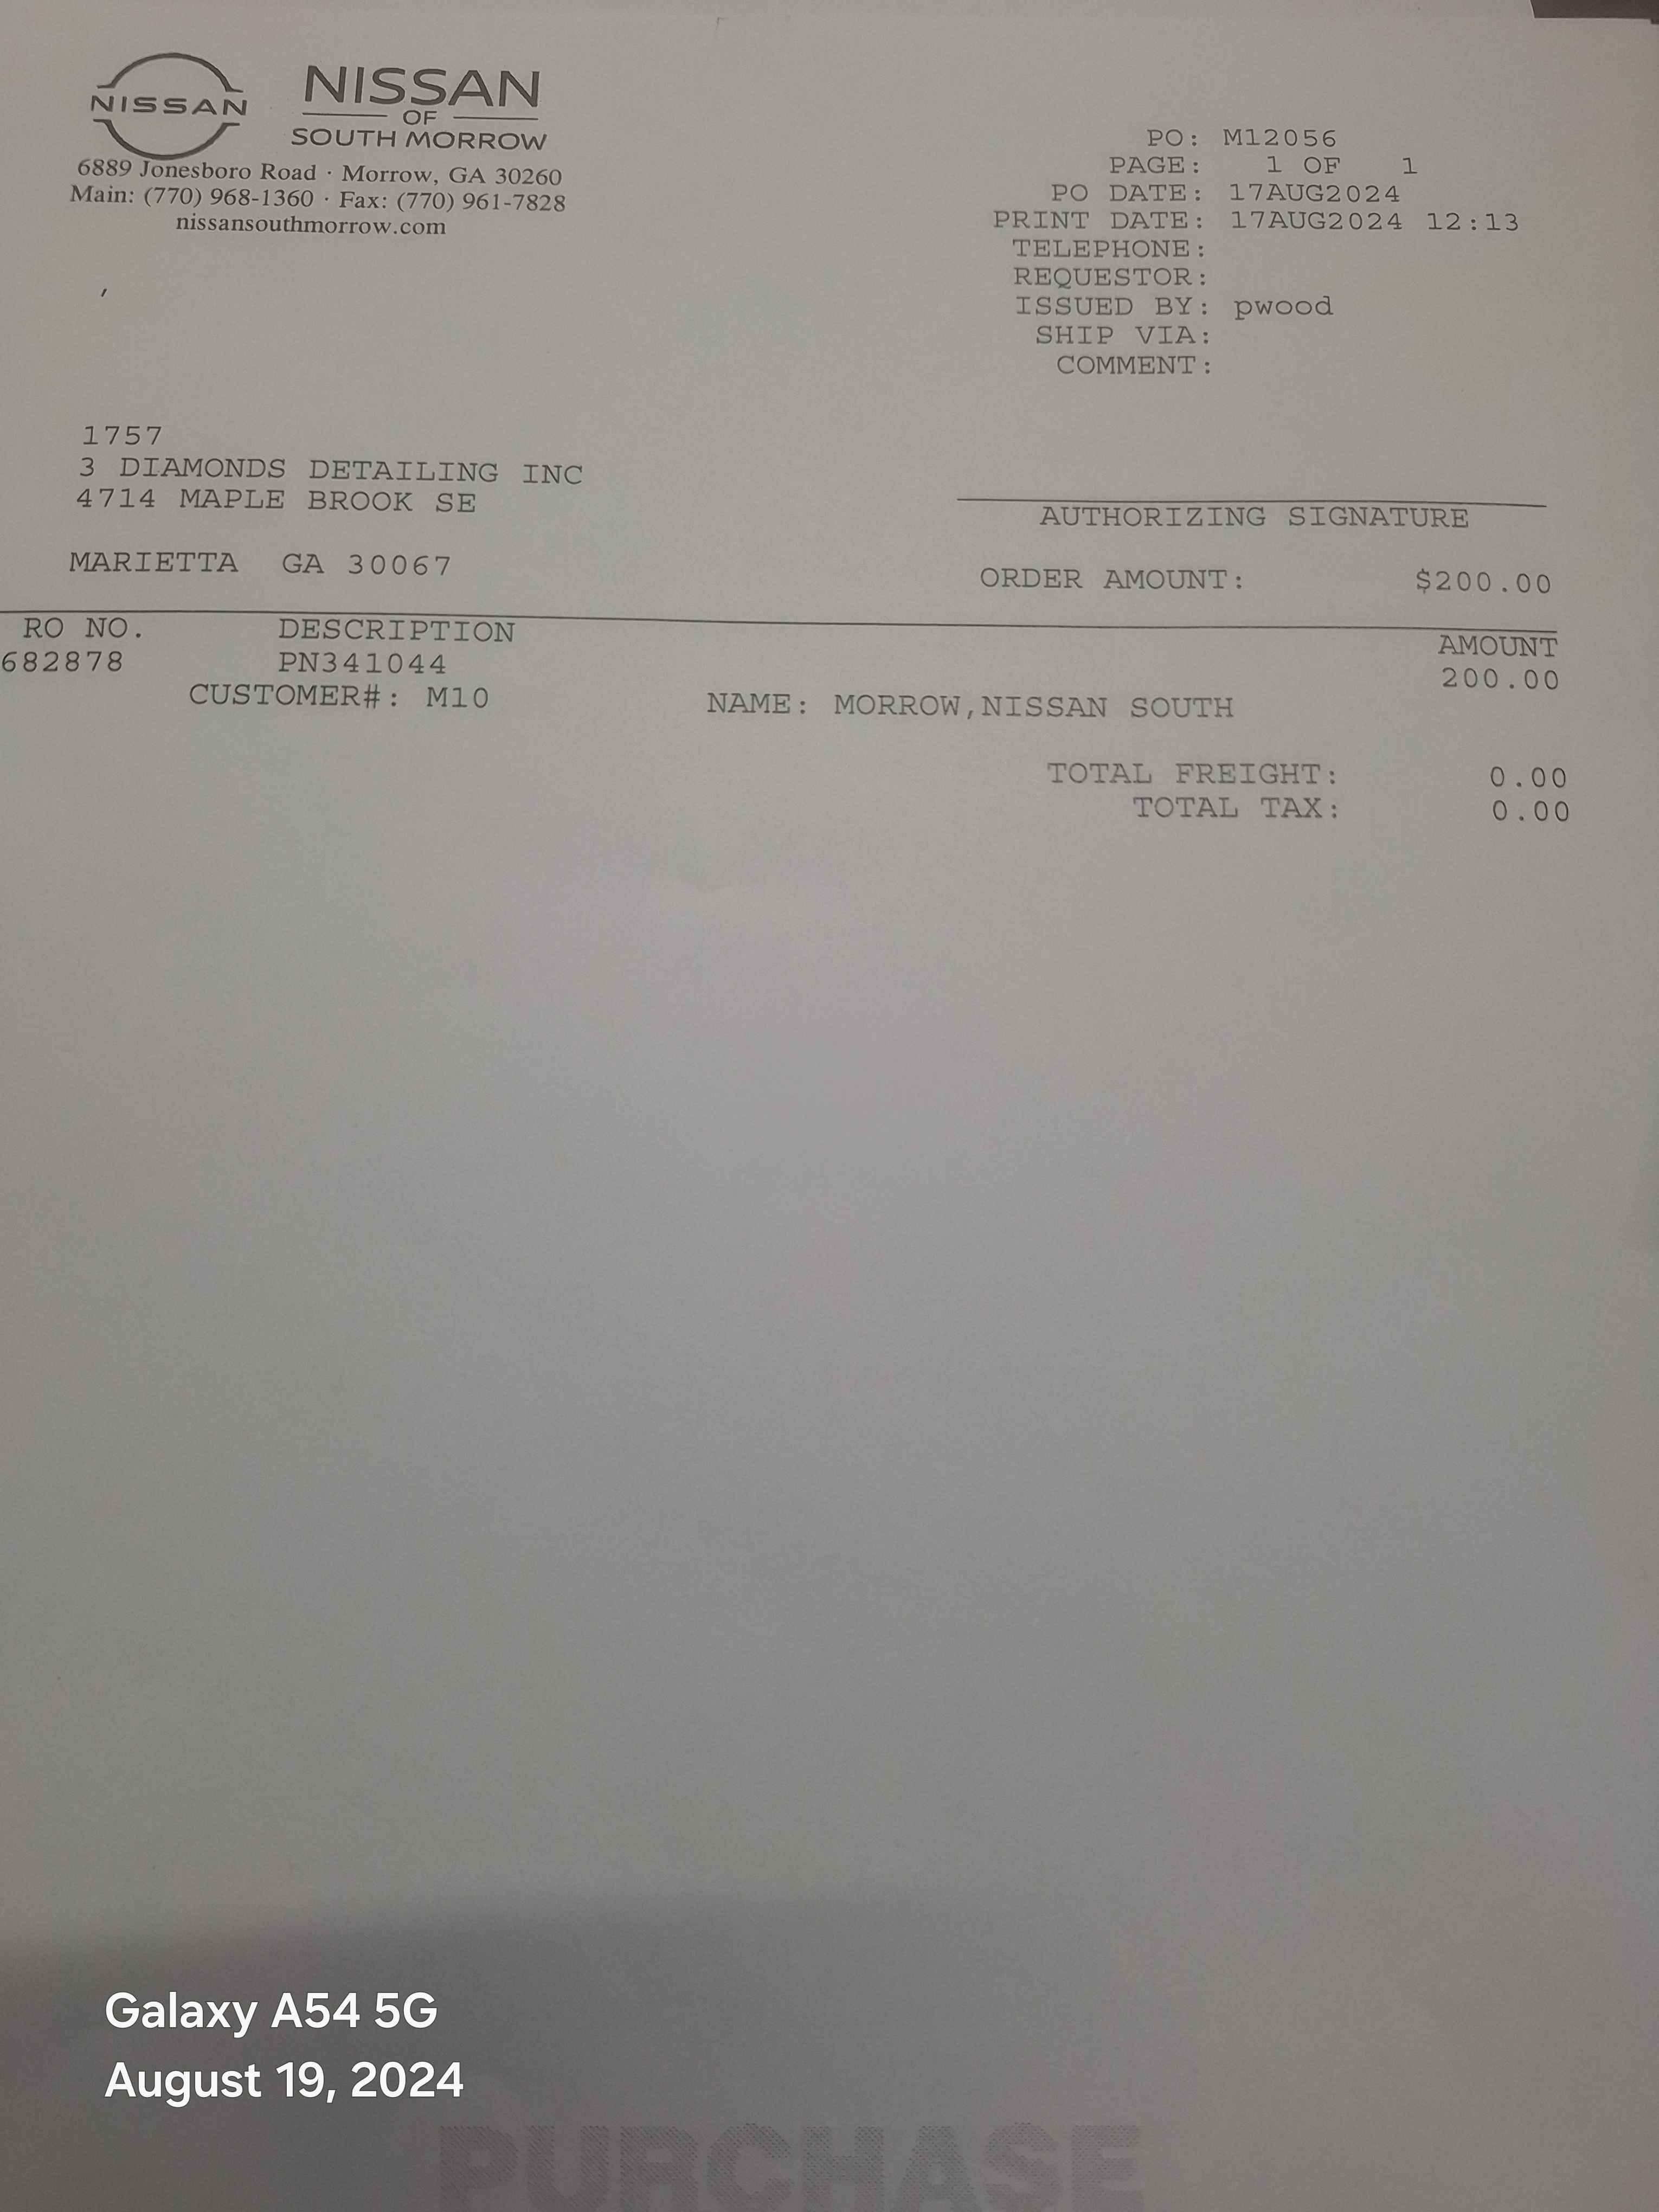 NISSAN
NISSAN
OF
SOUTH MORROW
6889 Jonesboro Road · Morrow, GA 30260
Main: (770) 968-1360 · Fax: (770) 961-7828
nissansouthmorrow.com
PO: M12056
PAGE: 1 OF 1
PO DATE: 17AUG2024
PRINT DATE: 17AUG2024 12:13
TELEPHONE:
REQUESTOR:
ISSUED BY: pwood
SHIP VIA:
COMMENT:
1757
3 DIAMONDS DETAILING INC
4714 MAPLE BROOK SE
MARIETTA GA 30067
AUTHORIZING SIGNATURE
ORDER AMOUNT: $200.00
RO NO. DESCRIPTION AMOUNT
682878 PN341044 200.00
CUSTOMER#: M10 NAME: MORROW,NISSAN SOUTH
TOTAL FREIGHT: 0.00
TOTAL TAX: 0.00
Galaxy A54 5G
August 19, 2024
PURCHASE